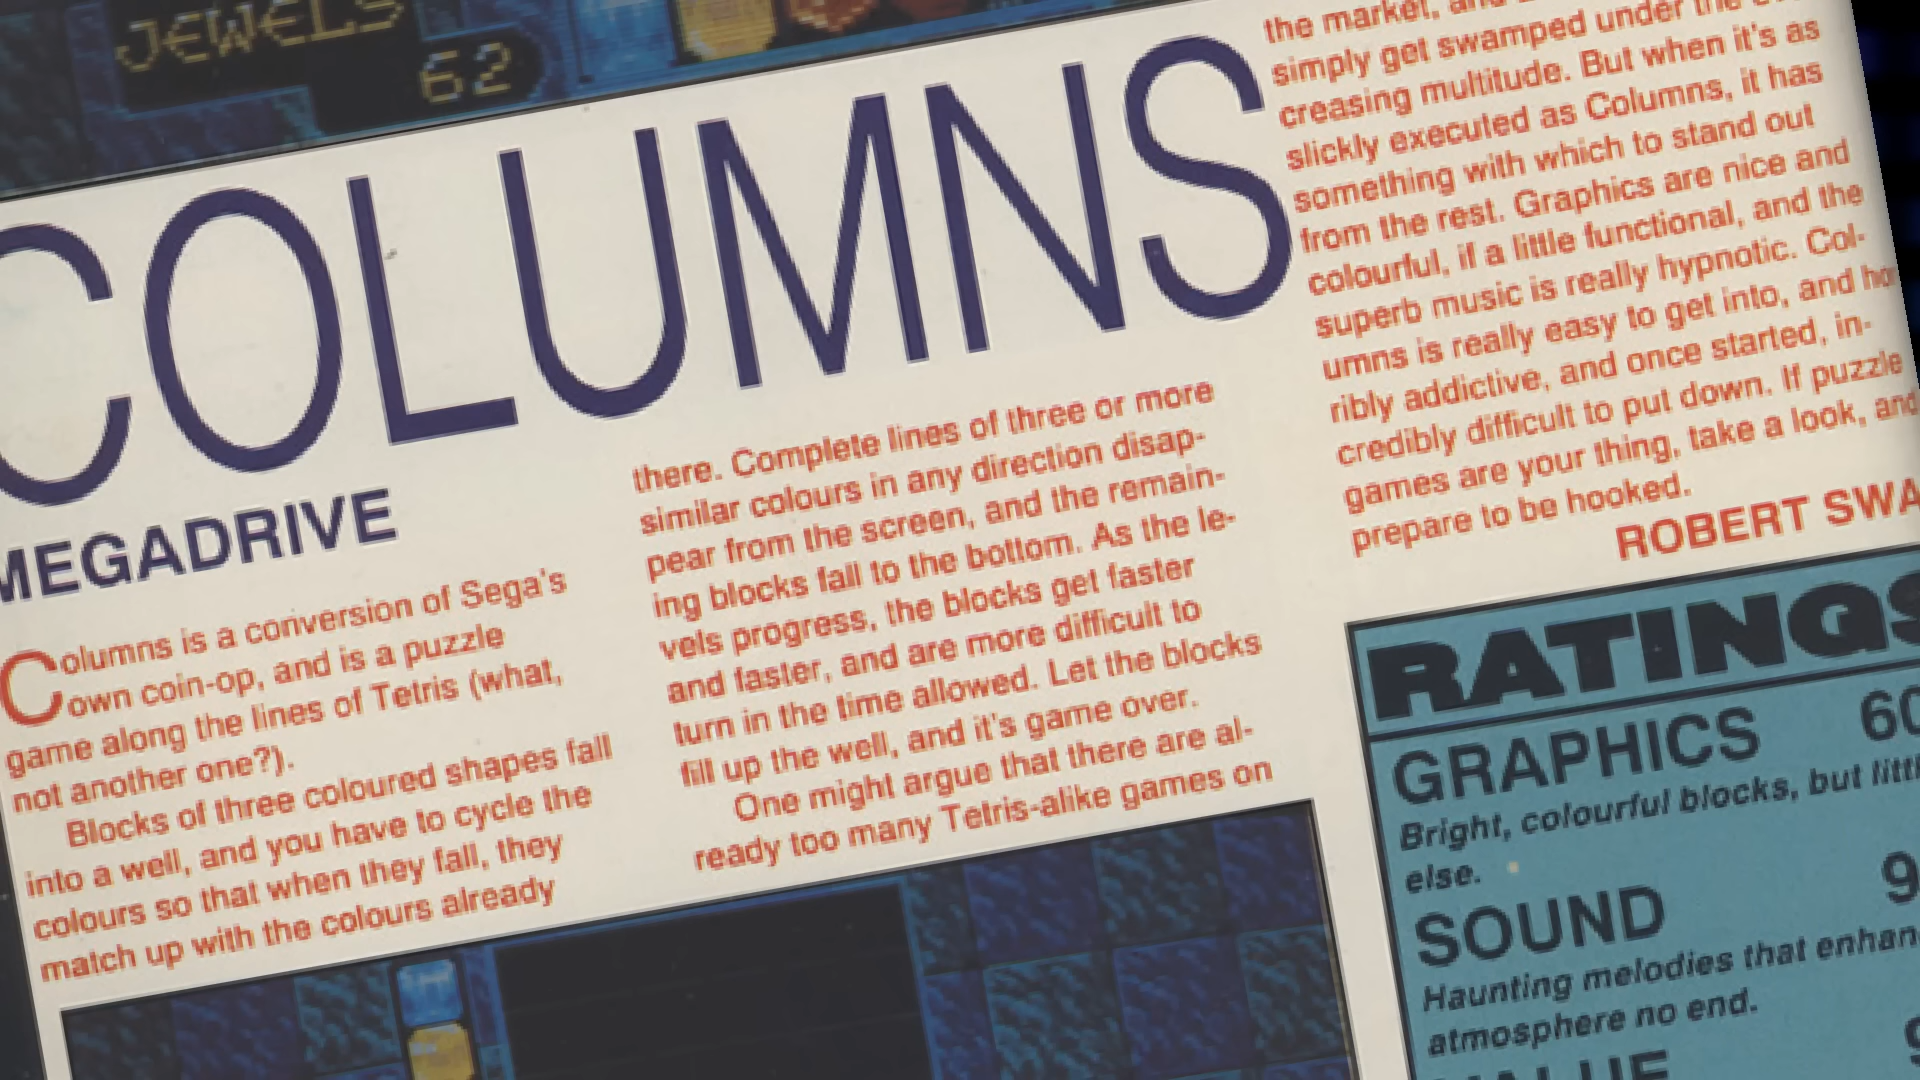 JEWELS
62
COLUMNS
MEGADRIVE
Columns is a conversion of Sega's
own coin-op, and is a puzzle
game along the lines of Tetris (what,
not another one?).
Blocks of three coloured shapes fall
into a well, and you have to cycle the
colours so that when they fall, they
match up with the colours already
there. Complete lines of three or more
similar colours in any direction disap-
pear from the screen, and the remain-
ing blocks fall to the bottom. As the le-
vels progress, the blocks get faster
and faster, and are more difficult to
turn in the time allowed. Let the blocks
fill up the well, and it's game over.
One might argue that there are al-
ready too many Tetris-alike games on
the market, and
simply get swamped under the
creasing multitude. But when it's as
slickly executed as Columns, it has
something with which to stand out
from the rest. Graphics are nice and
colourful, if a little functional, and the
superb music is really hypnotic. Col-
umns is really easy to get into, and hor
ribly addictive, and once started, in-
credibly difficult to put down. If puzzle
games are your thing, take a look, and
prepare to be hooked.
ROBERT SWA
RATINGS
GRAPHICS 60
Bright, colourful blocks, but littl
else.
SOUND 9
Haunting melodies that enhan
atmosphere no end.
VALUE 9